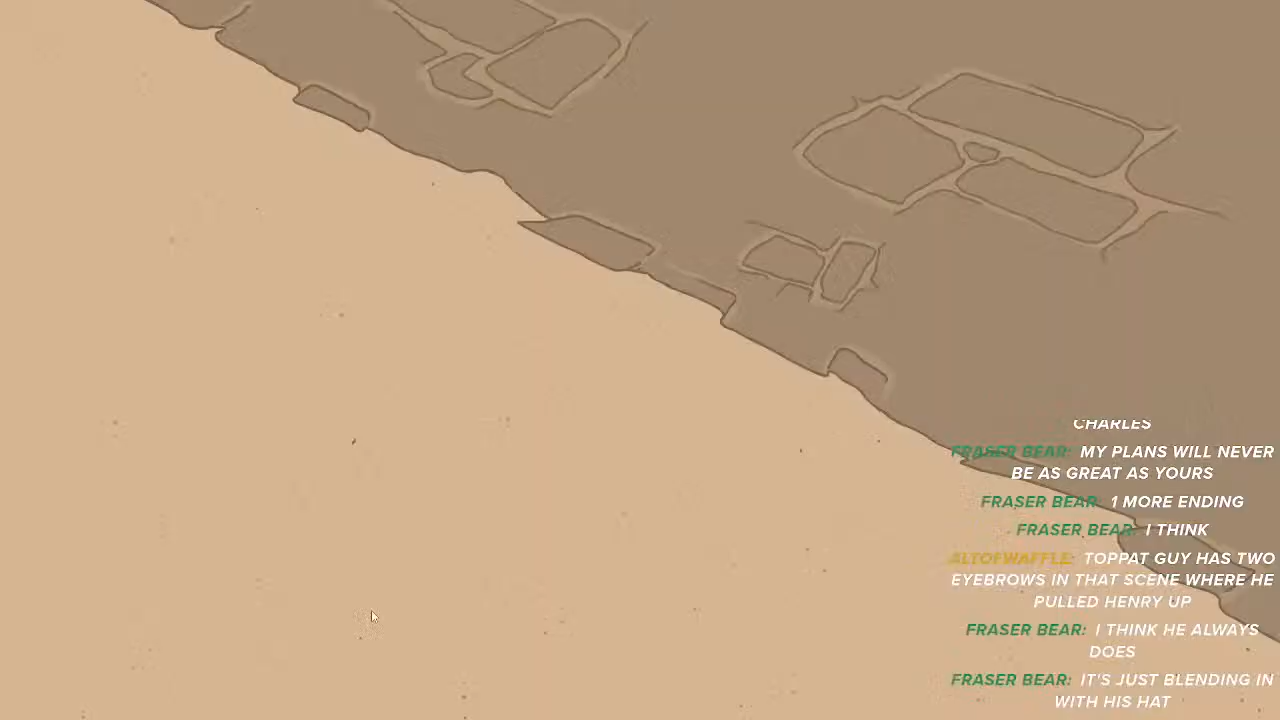 CHARLES
FRASER BEAR: MY PLANS WILL NEVER
BE AS GREAT AS YOURS
FRASER BEAR: 1 MORE ENDING
FRASER BEAR: I THINK
ALTOFWAFFLE: TOPPAT GUY HAS TWO
EYEBROWS IN THAT SCENE WHERE HE
PULLED HENRY UP
FRASER BEAR: I THINK HE ALWAYS
DOES
FRASER BEAR: IT'S JUST BLENDING IN
WITH HIS HAT